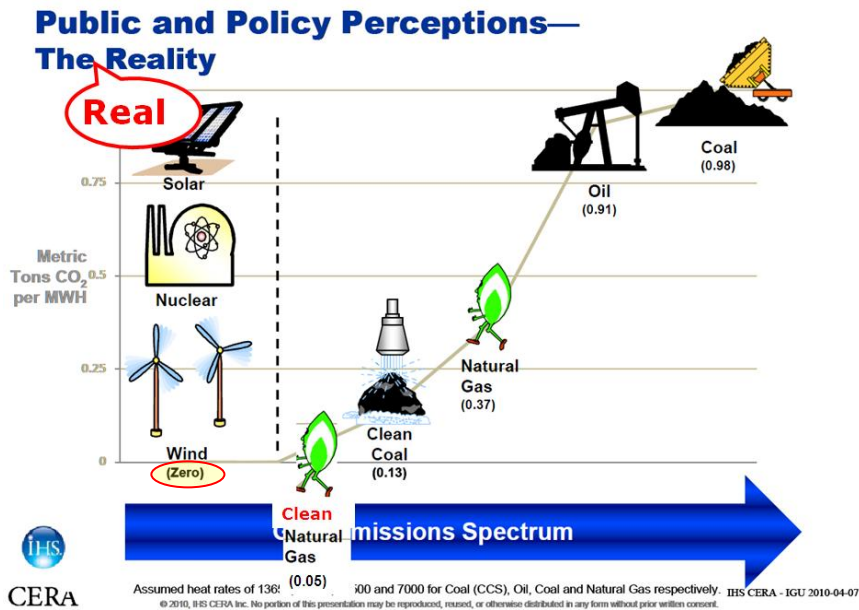 Public and Policy Perceptions—
The Reality
Real
Solar
Nuclear
Wind
(Zero)
0.75
Metric
Tons CO₂
per MWH
0.5
0.25
0
Coal
(0.98)
Oil
(0.91)
Natural
Gas
(0.37)
Clean
Coal
(0.13)
Clean
Natural
Gas
(0.05)
missions Spectrum
IHS
CERA
Assumed heat rates of 136 500 and 7000 for Coal (CCS), Oil, Coal and Natural Gas respectively.
IHS CERA - IGU 2010-04-07
© 2010, IHS CERA Inc. No portion of this presentation may be reproduced, reused, or otherwise distributed in any form without prior written consent.